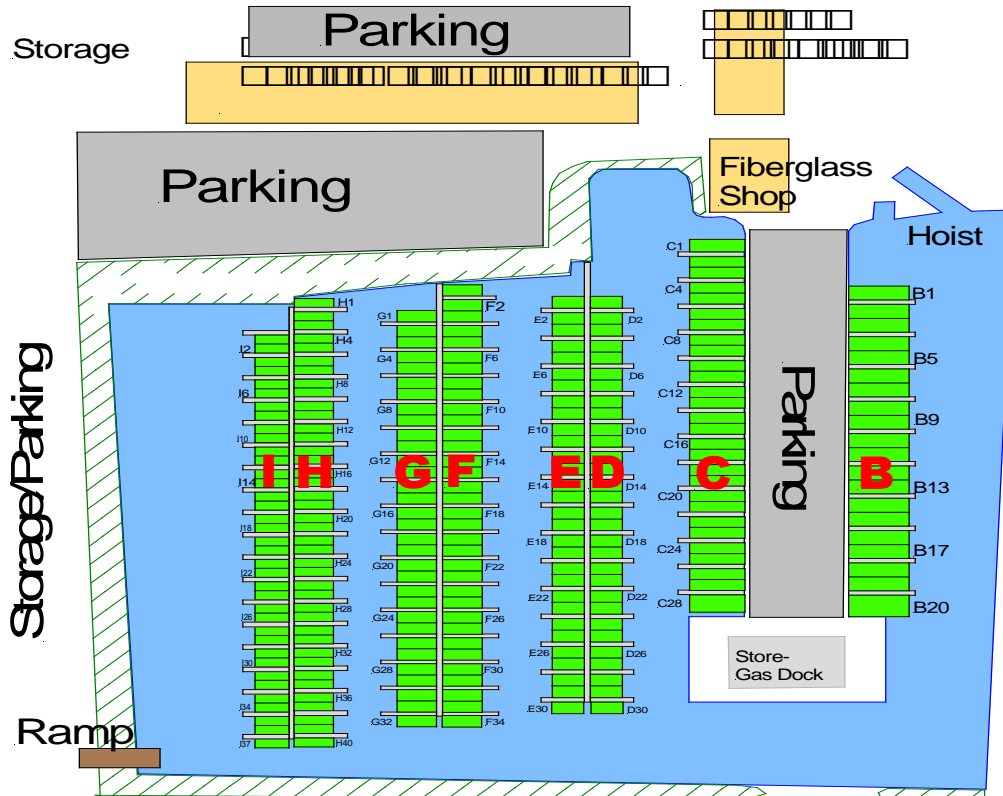 Parking
Storage
Parking
Fiberglass
Shop
Hoist
Storage/Parking
Parking
I H G F E D C B
H1
H4
H8
H12
H16
H20
H24
H28
H32
H36
H40
I2
I6
I10
I14
I18
I22
I26
I30
I34
I37
G1
G4
G8
G12
G16
G20
G24
G28
G32
F2
F6
F10
F14
F18
F22
F26
F30
F34
E2
E6
E10
E14
E18
E22
E26
E30
D2
D6
D10
D14
D18
D22
D26
D30
C1
C4
C8
C12
C16
C20
C24
C28
B1
B5
B9
B13
B17
B20
Store-
Gas Dock
Ramp